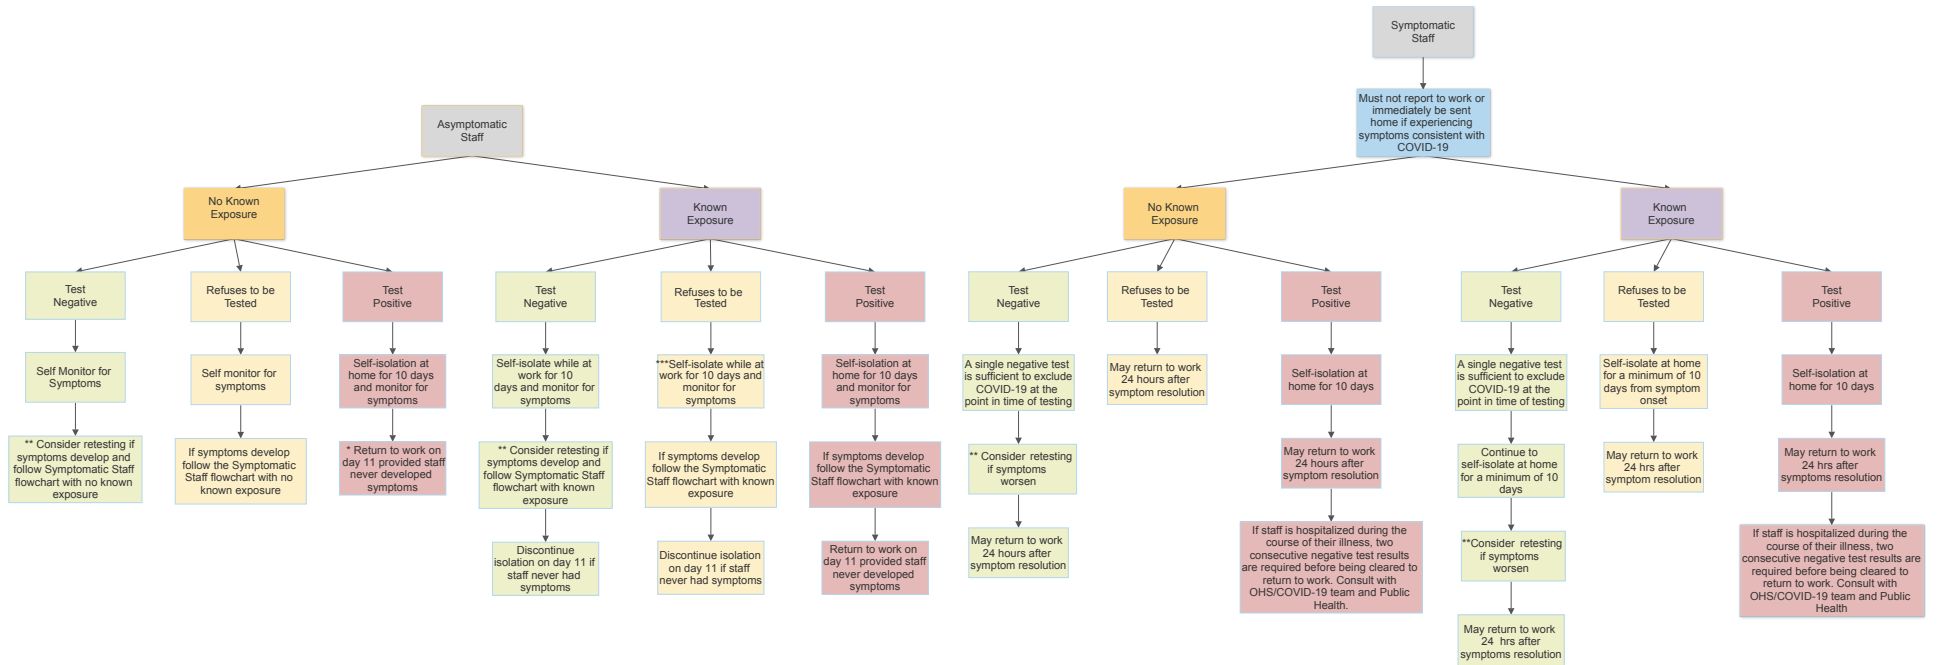 Symptomatic
Staff
Must not report to work or
immediately be sent
home if experiencing
symptoms consistent with
COVID-19
Asymptomatic
Staff
No Known
Exposure
Known
Exposure
No Known
Exposure
Known
Exposure
Test
Negative
Self Monitor for
Symptoms
** Consider retesting if
symptoms develop and
follow Symptomatic Staff
flowchart with no known
exposure
Refuses to be
Tested
Self monitor for
symptoms
If symptoms develop
follow the Symptomatic
Staff flowchart with no
known exposure
Test
Positive
Self-isolation at
home for 10 days
and monitor for
symptoms
* Return to work on
day 11 provided staff
never developed
symptoms
Test
Negative
Self-isolate while at
work for 10
days and monitor for
symptoms
** Consider retesting if
symptoms develop and
follow Symptomatic Staff
flowchart with known
exposure
Discontinue
isolation on day 11 if
staff never had
symptoms
Refuses to be
Tested
***Self-isolate while at
work for 10 days and
monitor for
symptoms
If symptoms develop
follow the Symptomatic
Staff flowchart with known
exposure
Discontinue isolation
on day 11 if staff
never had symptoms
Test
Positive
Self-isolation at
home for 10 days
and monitor for
symptoms
If symptoms develop
follow the Symptomatic
Staff flowchart with known
exposure
Return to work on
day 11 provided staff
never developed
symptoms
Test
Negative
A single negative test
is sufficient to exclude
COVID-19 at the
point in time of testing
** Consider retesting
if symptoms
worsen
May return to work
24 hours after
symptom resolution
Refuses to be
Tested
May return to work
24 hours after
symptom resolution
Test
Positive
Self-isolation at
home for 10 days
May return to work
24 hours after
symptom resolution
If staff is hospitalized during the
course of their illness, two
consecutive negative test results
are required before being cleared to
return to work. Consult with
OHS/COVID-19 team and Public
Health.
Test
Negative
A single negative test
is sufficient to exclude
COVID-19 at the
point in time of testing
Continue to
self-isolate at home
for a minimum of 10
days
**Consider retesting
if symptoms
worsen
May return to work
24 hrs after
symptoms resolution
Refuses to be
Tested
Self-isolate at home
for a minimum of 10
days from symptom
onset
May return to work
24 hrs after
symptom resolution
Test
Positive
Self-isolation at
home for 10 days
May return to work
24 hrs after
symptoms resolution
If staff is hospitalized during the
course of their illness, two
consecutive negative test results are
required before being cleared to
return to work. Consult with
OHS/COVID-19 team and Public
Health